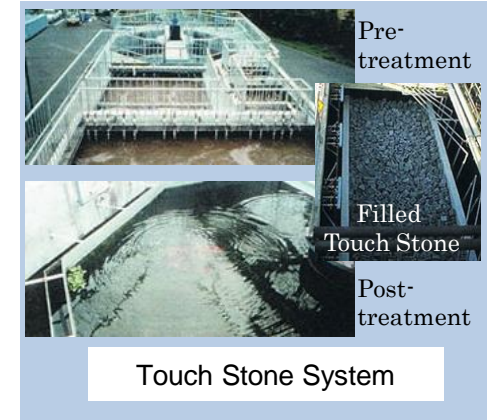 Pre-
treatment
Filled
Touch Stone
Post-
treatment
Touch Stone System